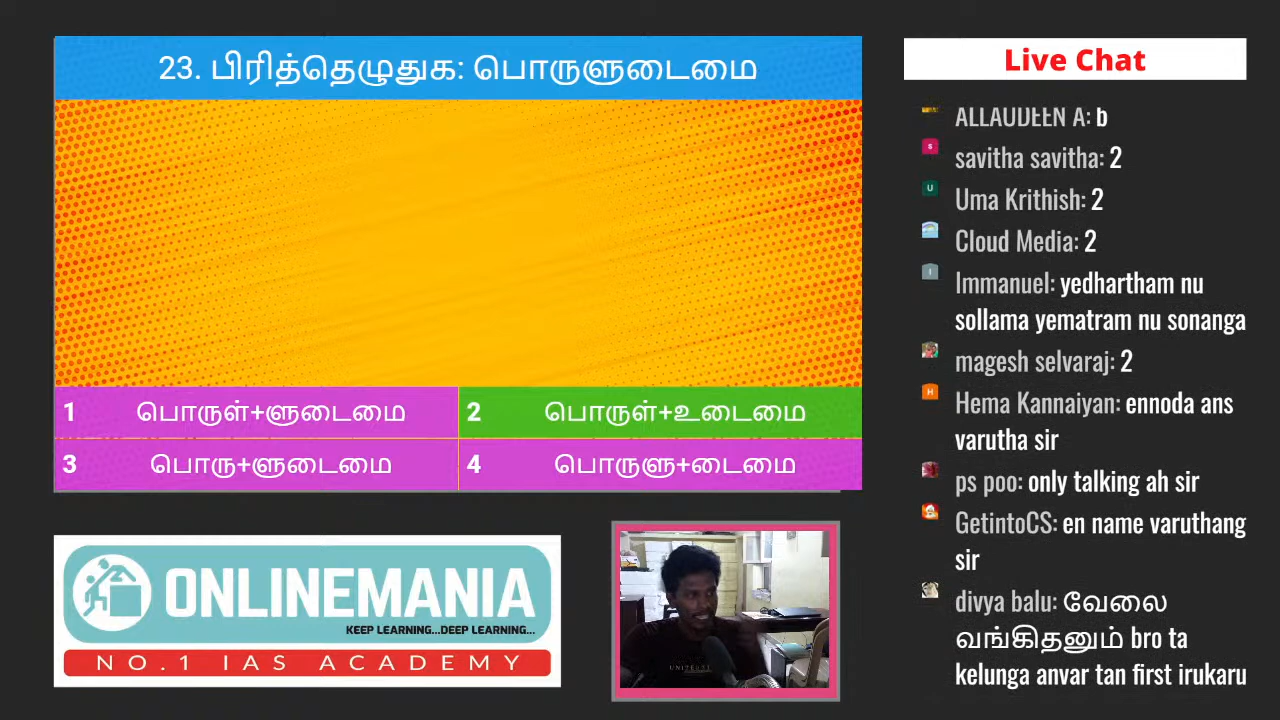 23. பிரித்தெழுதுக: பொருளுடைமை
1 பொருள்+ளுடைமை
2 பொருள்+உடைமை
3 பொரு+ளுடைமை
4 பொருளு+டைமை
ONLINEMANIA
KEEP LEARNING...DEEP LEARNING...
NO.1 IAS ACADEMY
Live Chat
ALLAUDEEN A: b
savitha savitha: 2
Uma Krithish: 2
Cloud Media: 2
Immanuel: yedhartham nu
sollama yematram nu sonanga
magesh selvaraj: 2
Hema Kannaiyan: ennoda ans
varutha sir
ps poo: only talking ah sir
GetintoCS: en name varuthang
sir
divya balu: வேலை
வங்கிதனும் bro ta
kelunga anvar tan first irukaru